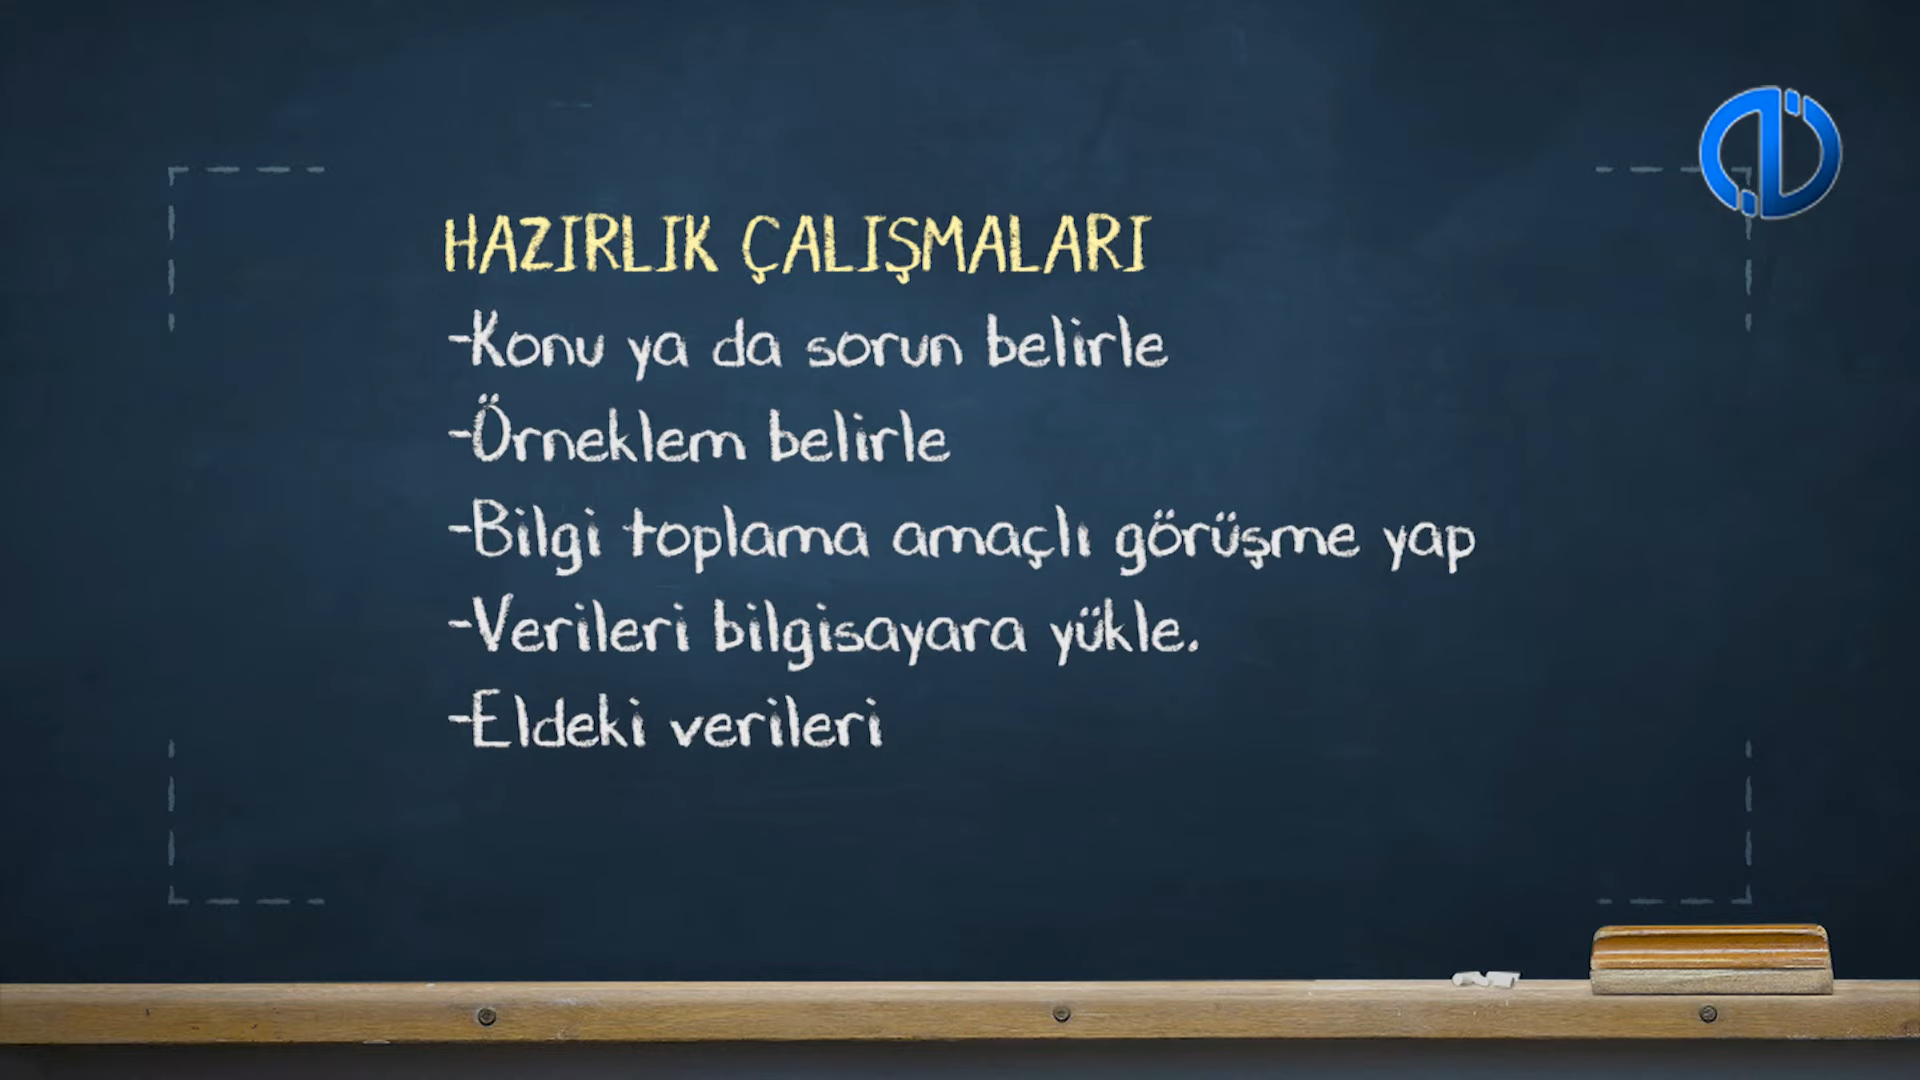 HAZIRLIK ÇALIŞMALARI
-Konu ya da sorun belirle
-Örneklem belirle
-Bilgi toplama amaçlı görüşme yap
-Verileri bilgisayara yükle.
-Eldeki verileri